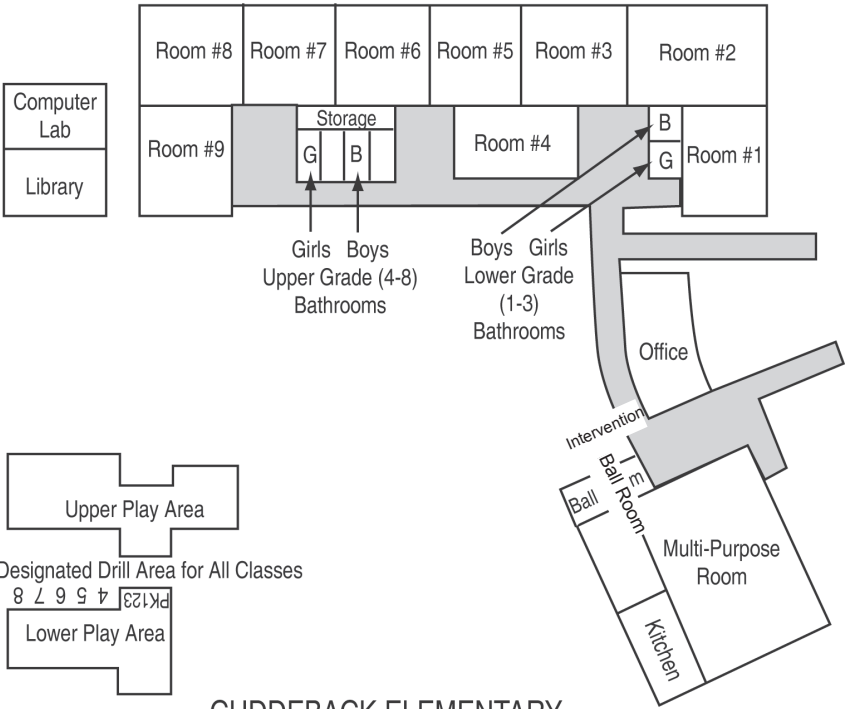 Room #8
Room #7
Room #6
Room #5
Room #3
Room #2
Computer
Lab
Library
Room #9
Storage
G
B
Room #4
B
G
Room #1
Girls Boys
Upper Grade (4-8)
Bathrooms
Boys Girls
Lower Grade
(1-3)
Bathrooms
Office
Intervention
Ball Room
Ball
E
Multi-Purpose
Room
Kitchen
Upper Play Area
Designated Drill Area for All Classes
8 7 6 5 4 PK123
Lower Play Area
CUDDEBACK ELEMENTARY